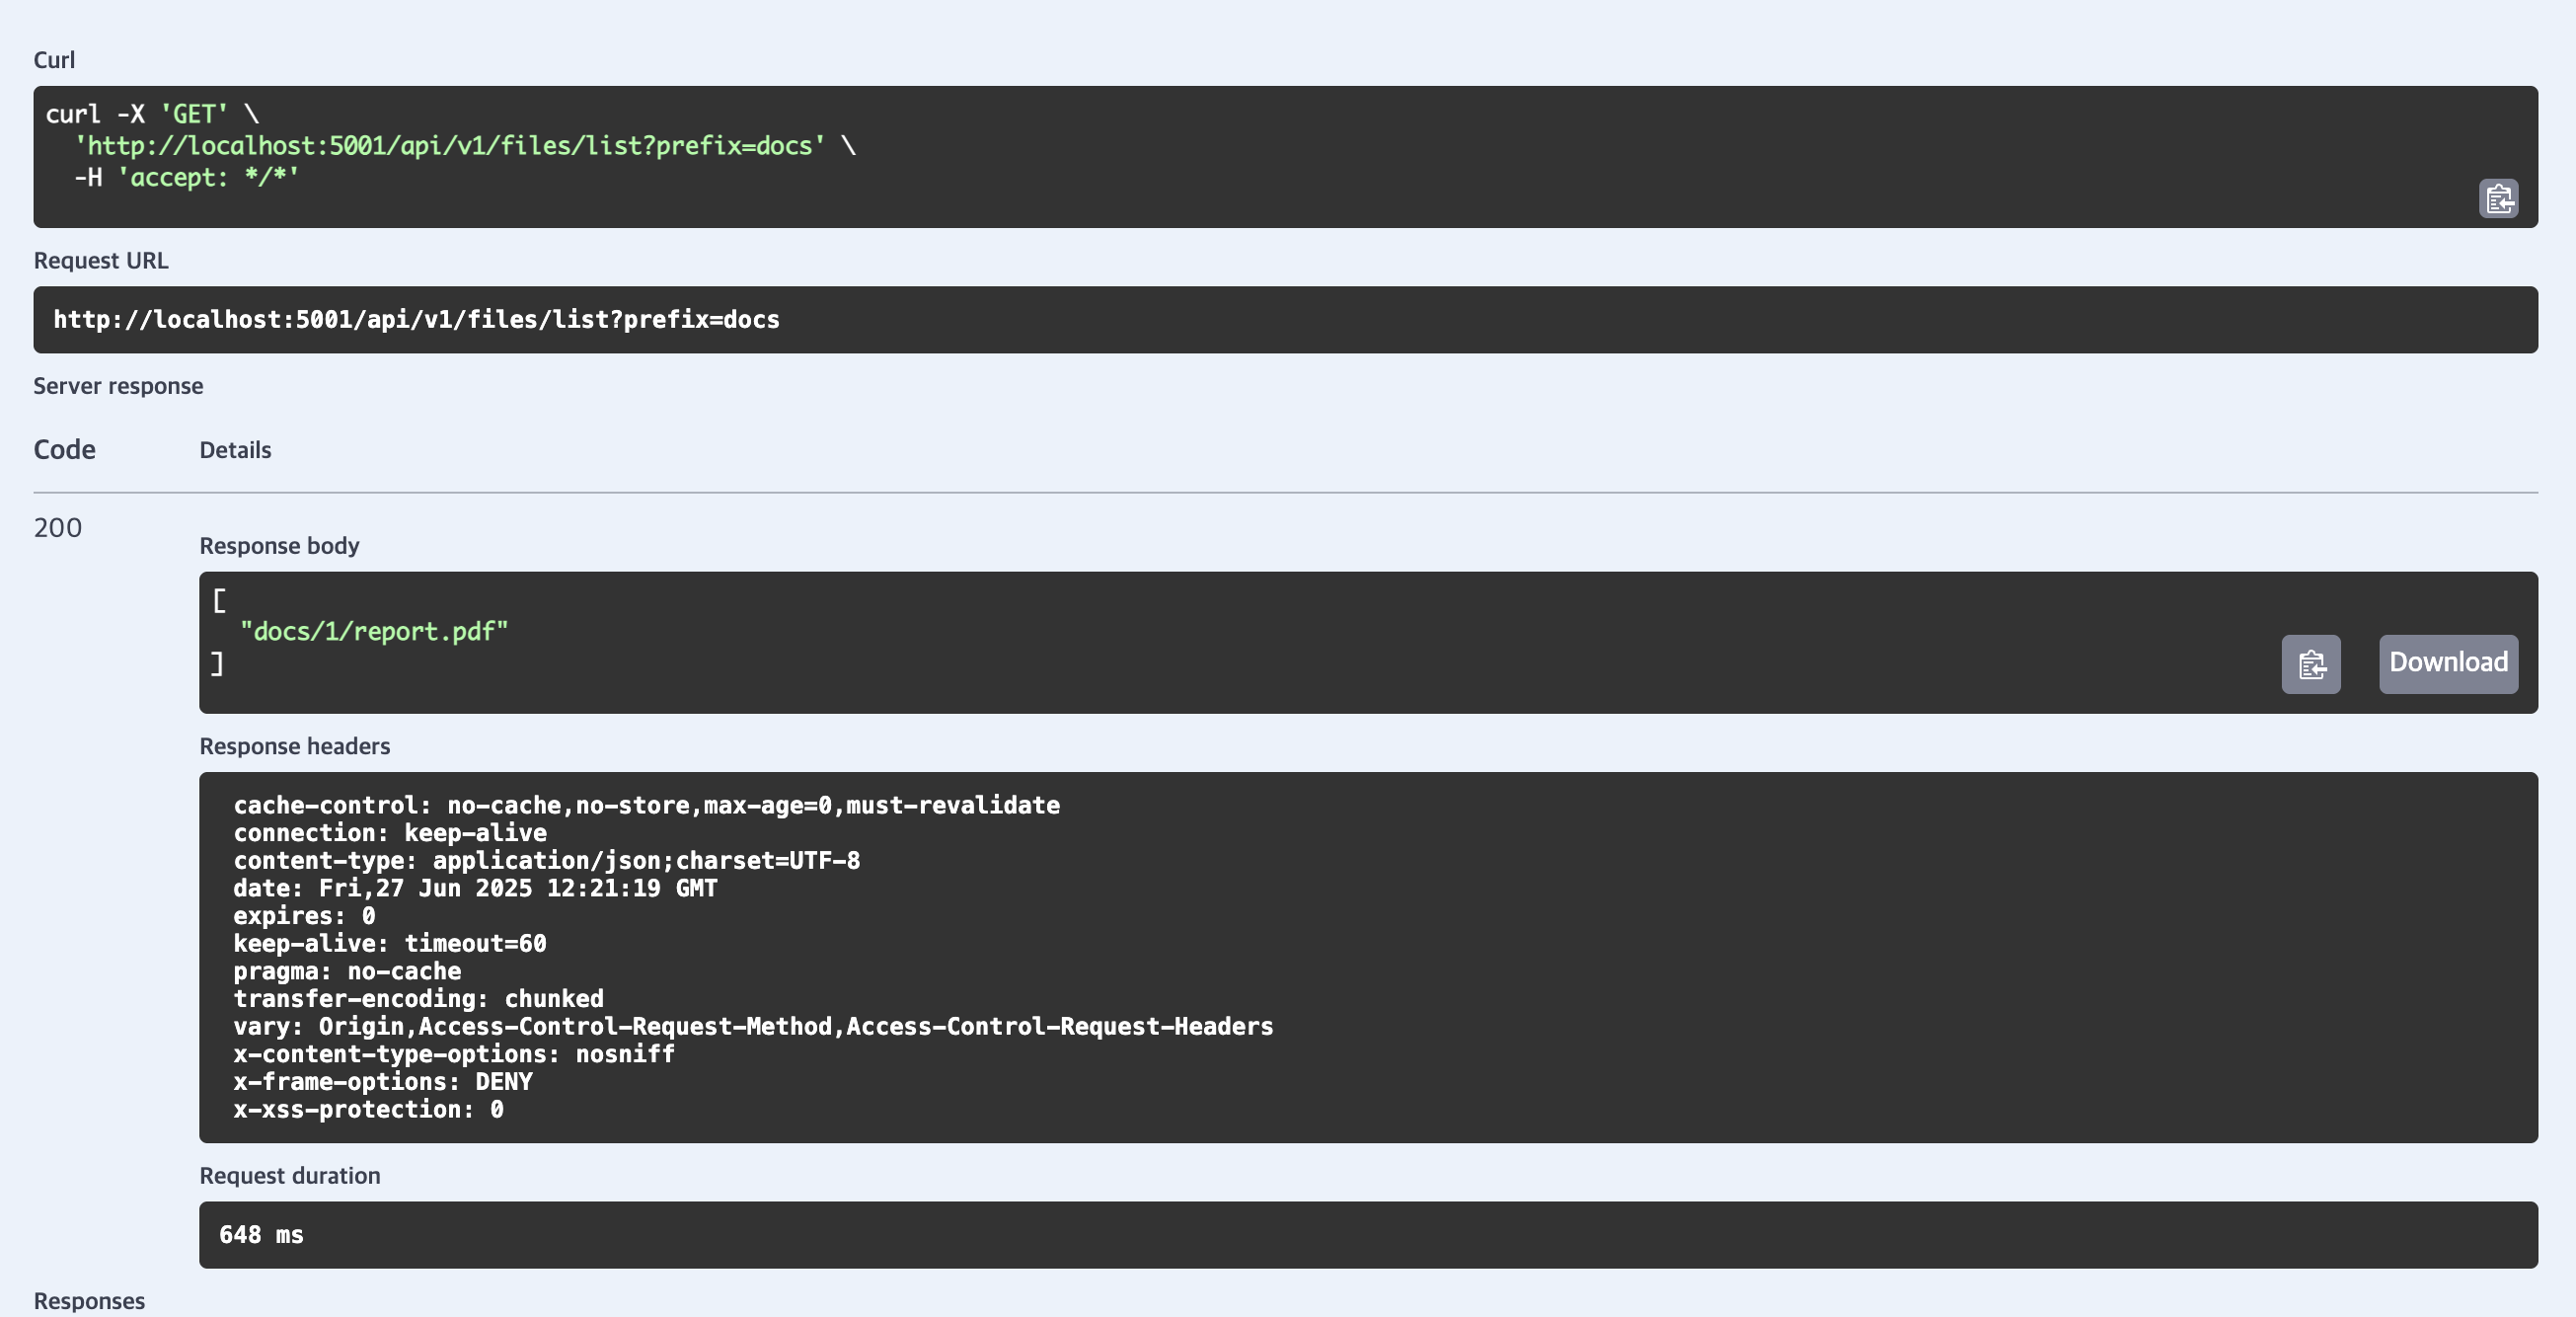 Curl
curl -X 'GET' \
  'http://localhost:5001/api/v1/files/list?prefix=docs' \
  -H 'accept: */*'
Request URL
http://localhost:5001/api/v1/files/list?prefix=docs
Server response
Code Details
200
Response body
[
  "docs/1/report.pdf"
]
Download
Response headers
cache-control: no-cache,no-store,max-age=0,must-revalidate
connection: keep-alive
content-type: application/json;charset=UTF-8
date: Fri,27 Jun 2025 12:21:19 GMT
expires: 0
keep-alive: timeout=60
pragma: no-cache
transfer-encoding: chunked
vary: Origin,Access-Control-Request-Method,Access-Control-Request-Headers
x-content-type-options: nosniff
x-frame-options: DENY
x-xss-protection: 0
Request duration
648 ms
Responses